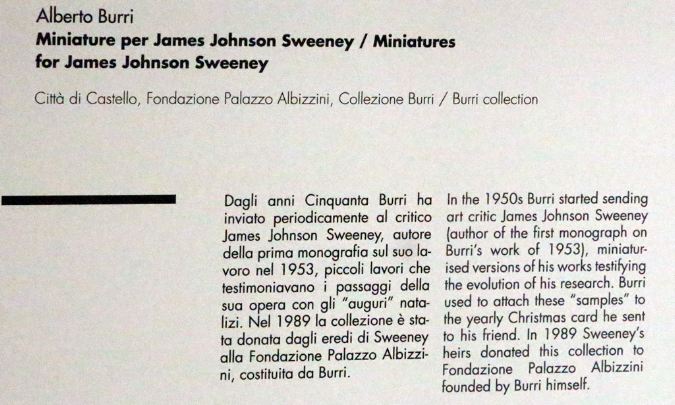 Alberto Burri
Miniature per James Johnson Sweeney / Miniatures
for James Johnson Sweeney
Città di Castello, Fondazione Palazzo Albizzini, Collezione Burri / Burri collection
Dagli anni Cinquanta Burri ha
inviato periodicamente al critico
James Johnson Sweeney, autore
della prima monografia sul suo la-
voro nel 1953, piccoli lavori che
testimoniavano i passaggi della
sua opera con gli "auguri" nata-
lizi. Nel 1989 la collezione è sta-
ta donata dagli eredi di Sweeney
alla Fondazione Palazzo Albizzi-
ni, costituita da Burri.
In the 1950s Burri started sending
art critic James Johnson Sweeney
(author of the first monograph on
Burri's work of 1953), miniatur-
ised versions of his works testifying
the evolution of his research. Burri
used to attach these "samples" to
the yearly Christmas card he sent
to his friend. In 1989 Sweeney's
heirs donated this collection to
Fondazione Palazzo Albizzini
founded by Burri himself.